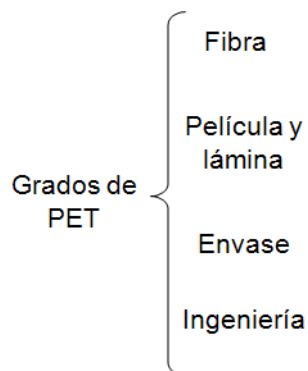 Grados de
PET
Fibra
Película y
lámina
Envase
Ingeniería